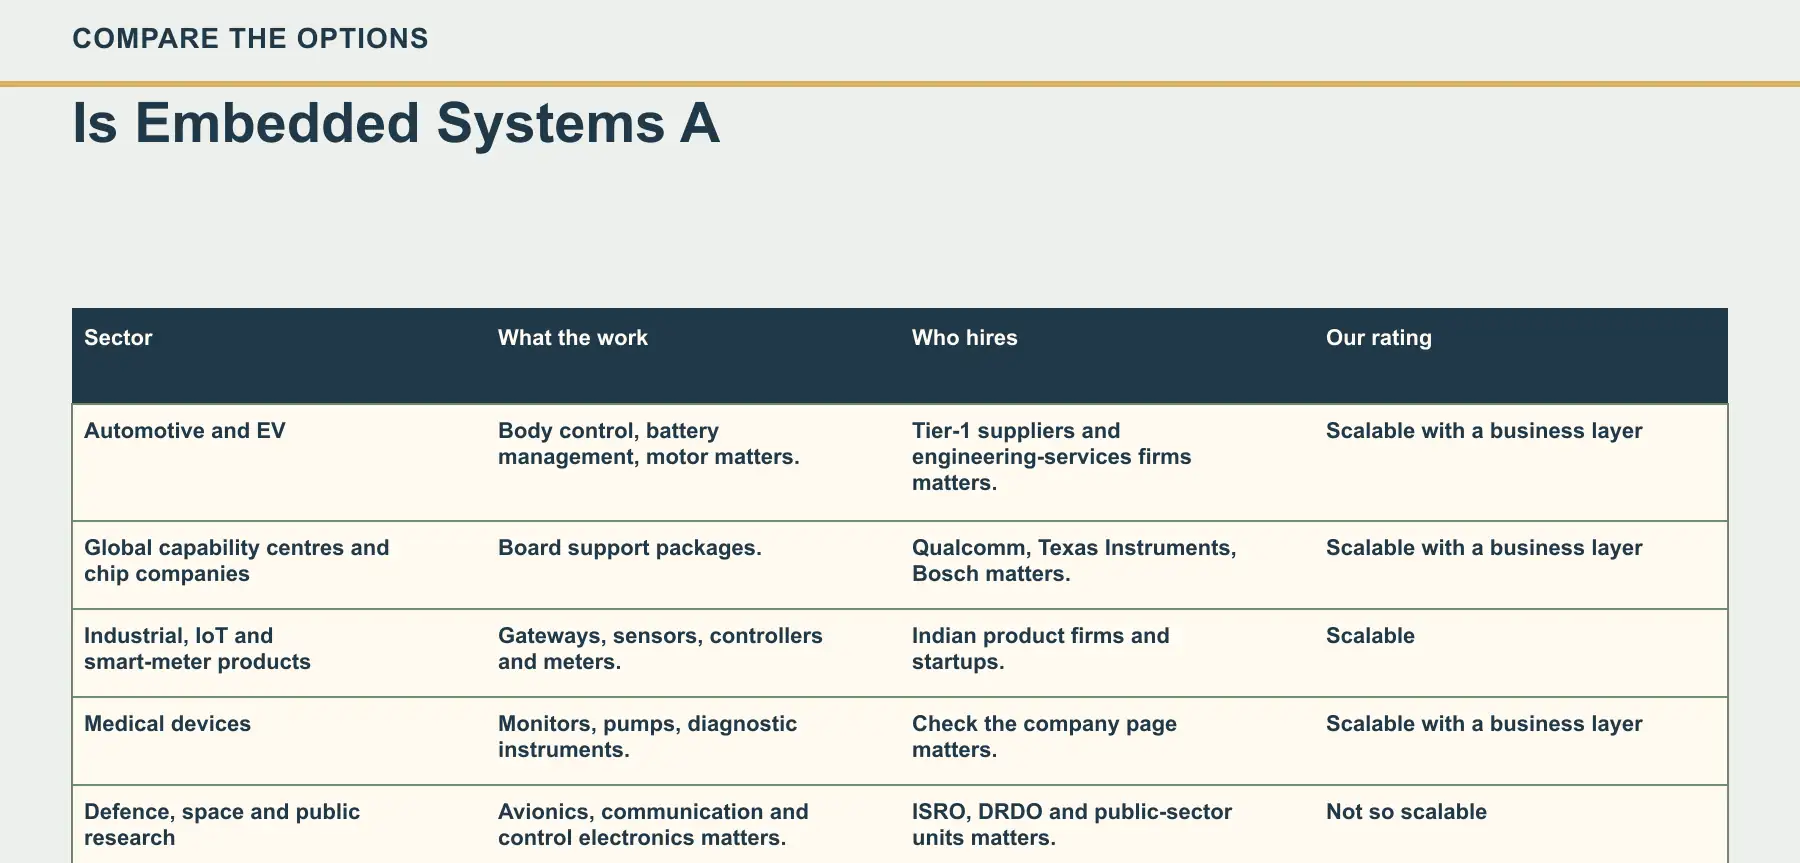 COMPARE THE OPTIONS
Is Embedded Systems A
Sector
What the work
Who hires
Our rating
Automotive and EV
Body control, battery
management, motor matters.
Tier-1 suppliers and
engineering-services firms
matters.
Scalable with a business layer
Global capability centres and
chip companies
Board support packages.
Qualcomm, Texas Instruments,
Bosch matters.
Scalable with a business layer
Industrial, IoT and
smart-meter products
Gateways, sensors, controllers
and meters.
Indian product firms and
startups.
Scalable
Medical devices
Monitors, pumps, diagnostic
instruments.
Check the company page
matters.
Scalable with a business layer
Defence, space and public
research
Avionics, communication and
control electronics matters.
ISRO, DRDO and public-sector
units matters.
Not so scalable